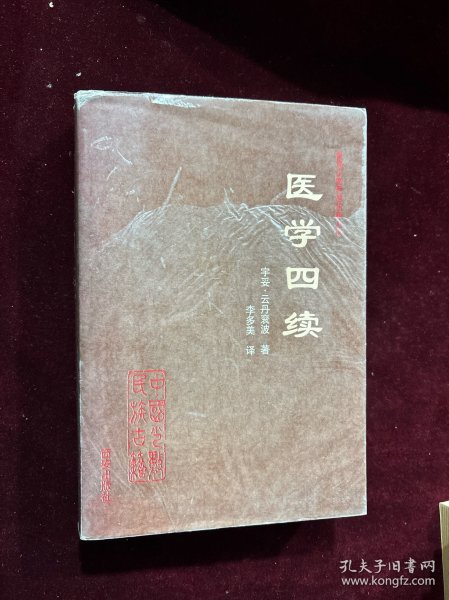 医学四续
宇妥·云丹衮波 著
李多美 译
中国少数
民族古籍
孔夫子旧书网
www.kongfz.com